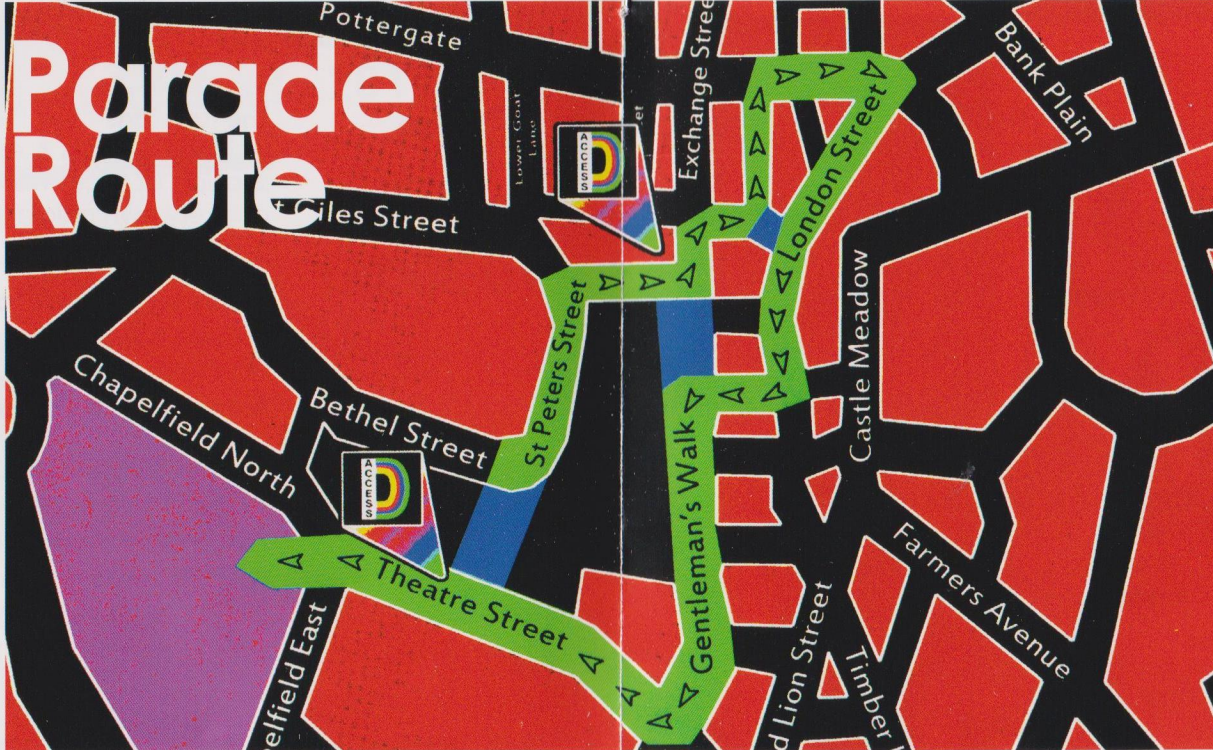 Parade
Route
Pottergate
Lower Goat
Lane
et
Exchange Stree
Bank Plain
ACCESS
London Street
St Giles Street
Castle Meadow
St Peters Street
Chapelfield North
Bethel Street
ACCESS
Gentleman's Walk
Theatre Street
Farmers Avenue
elfield East
d Lion Street
Timber